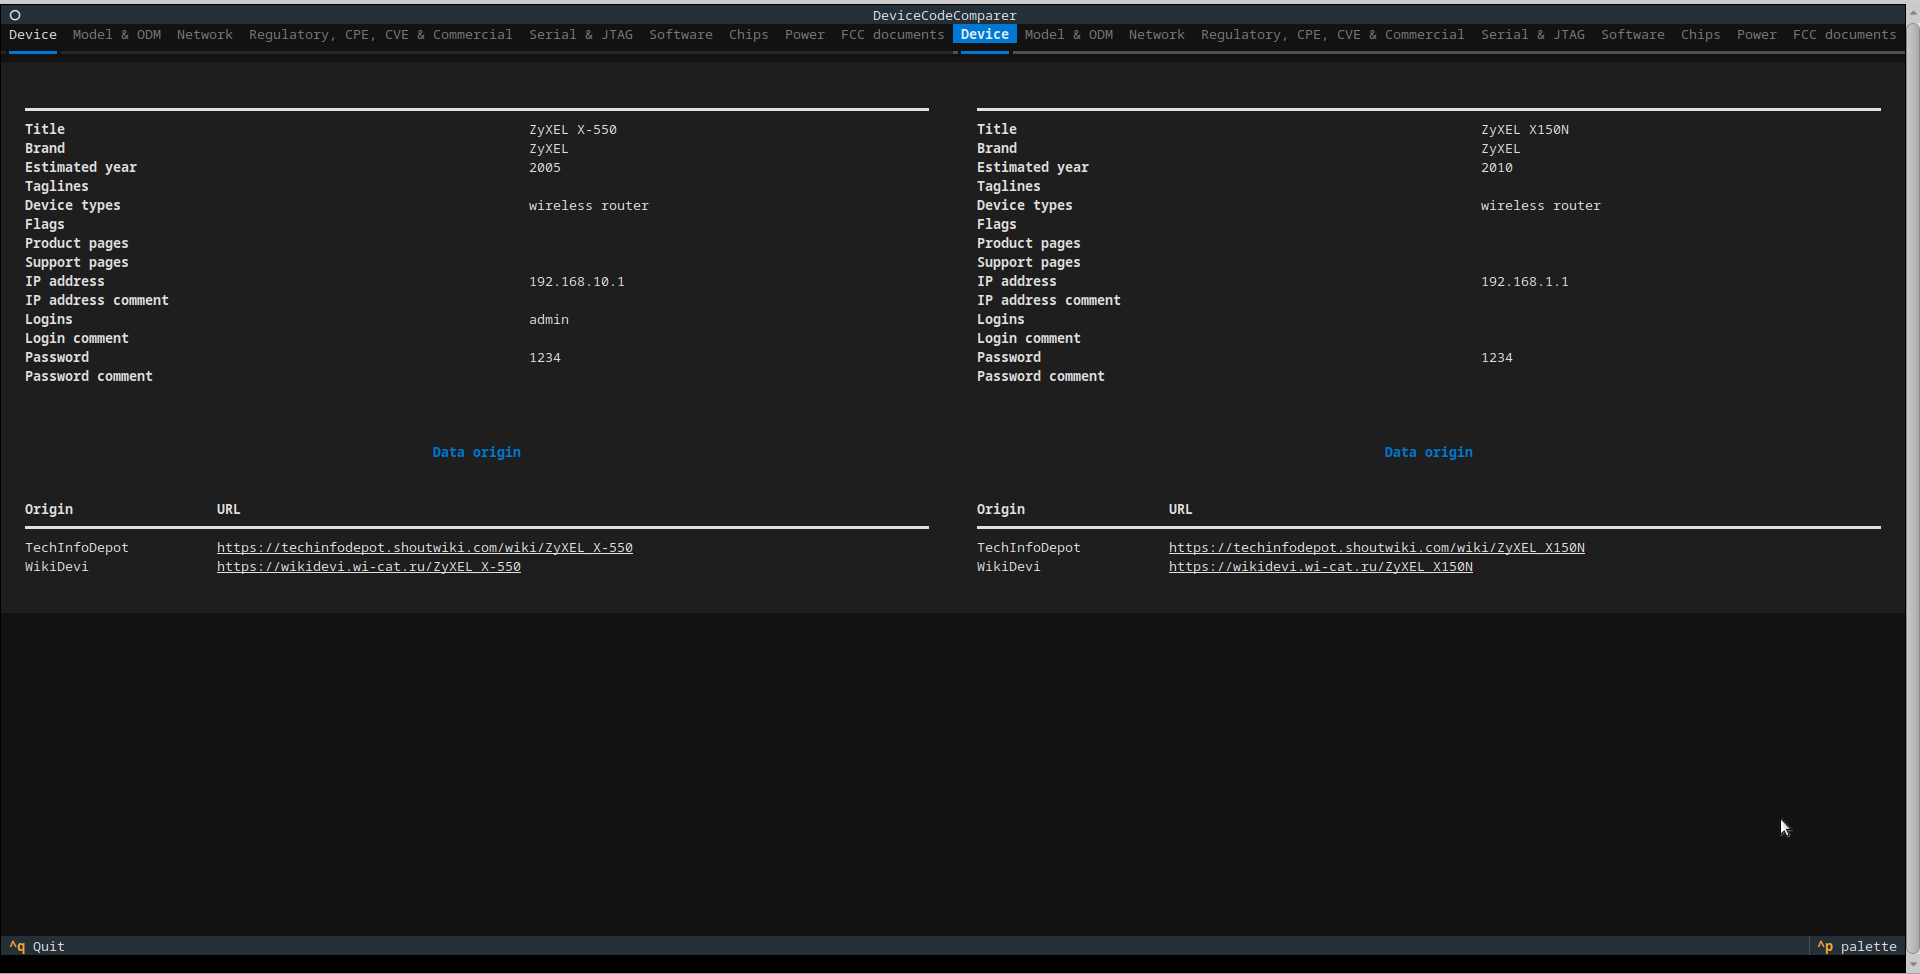 DeviceCodeComparer
Device Model & ODM Network Regulatory, CPE, CVE & Commercial Serial & JTAG Software Chips Power FCC documents Device Model & ODM Network Regulatory, CPE, CVE & Commercial Serial & JTAG Software Chips Power FCC documents
Title ZyXEL X-550
Brand ZyXEL
Estimated year 2005
Taglines
Device types wireless router
Flags
Product pages
Support pages
IP address 192.168.10.1
IP address comment
Logins admin
Login comment
Password 1234
Password comment
Data origin
Origin URL
TechInfoDepot https://techinfodepot.shoutwiki.com/wiki/ZyXEL_X-550
WikiDevi https://wikidevi.wi-cat.ru/ZyXEL_X-550
Title ZyXEL X150N
Brand ZyXEL
Estimated year 2010
Taglines
Device types wireless router
Flags
Product pages
Support pages
IP address 192.168.1.1
IP address comment
Logins
Login comment
Password 1234
Password comment
Data origin
Origin URL
TechInfoDepot https://techinfodepot.shoutwiki.com/wiki/ZyXEL_X150N
WikiDevi https://wikidevi.wi-cat.ru/ZyXEL_X150N
^q Quit ^p palette